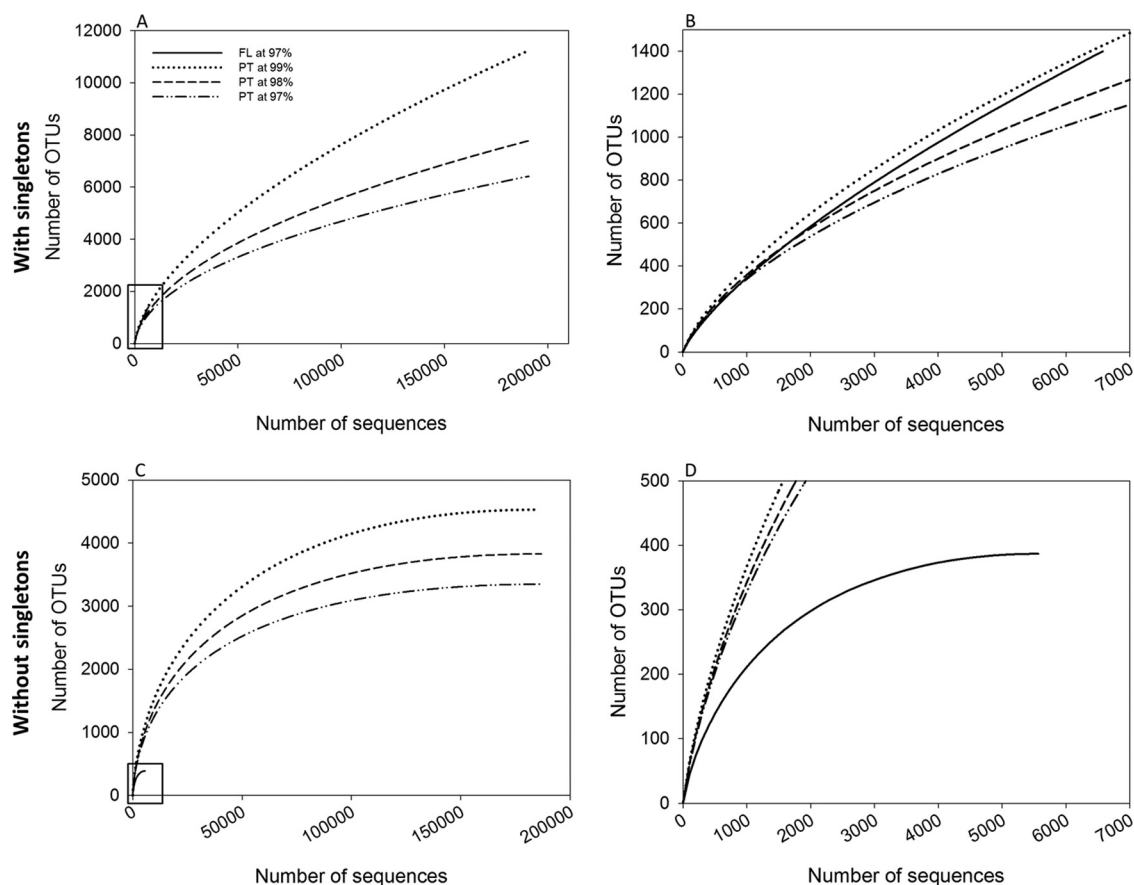 A
12000
10000
8000
6000
4000
2000
0
FL at 97%
PT at 99%
PT at 98%
PT at 97%
With singletons
Number of OTUs
0
50000
100000
150000
200000
Number of sequences
B
1400
1200
1000
800
600
400
200
0
Number of OTUs
0
1000
2000
3000
4000
5000
6000
7000
Number of sequences
C
5000
4000
3000
2000
1000
0
Without singletons
Number of OTUs
0
50000
100000
150000
200000
Number of sequences
D
500
400
300
200
100
0
Number of OTUs
0
1000
2000
3000
4000
5000
6000
7000
Number of sequences